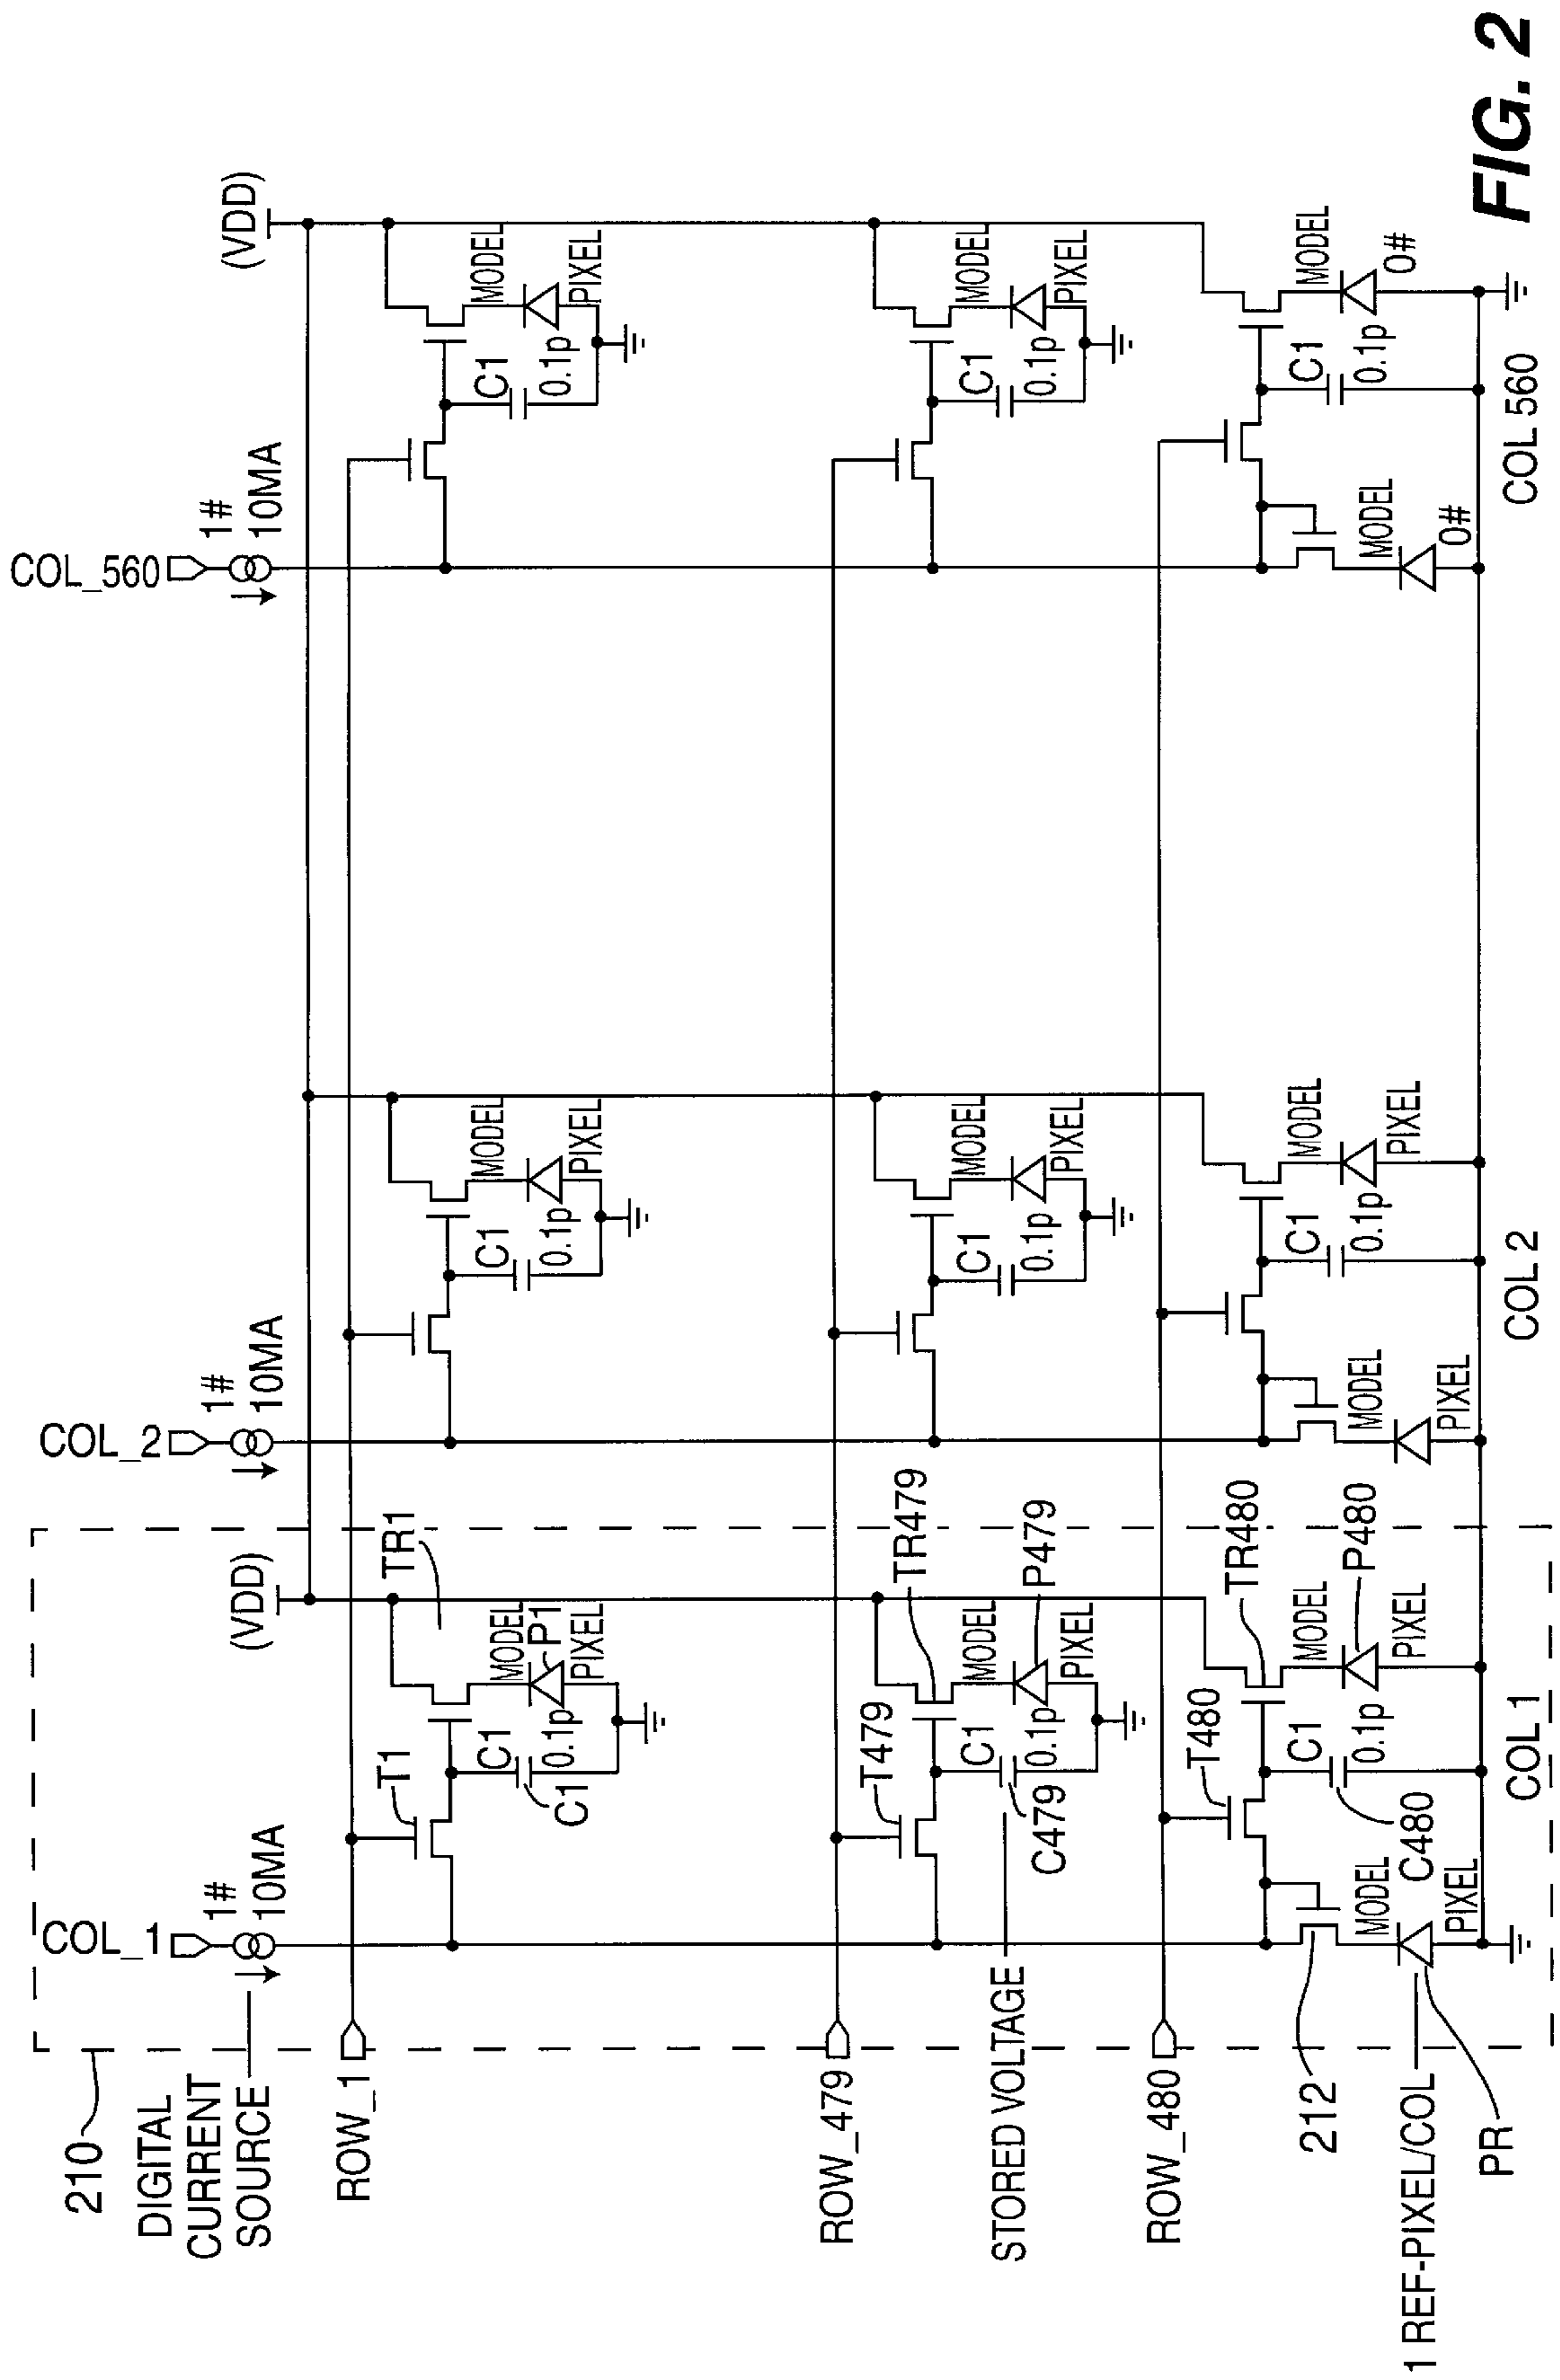 210
DIGITAL
CURRENT
SOURCE
COL_1
1#
10MA
(VDD)
COL_2
1#
10MA
COL_560
1#
10MA
(VDD)
ROW_1
T1
C1
0.1p
C1
TR1
MODEL
P1
PIXEL
C1
0.1p
MODEL
PIXEL
C1
0.1p
MODEL
PIXEL
ROW_479
STORED VOLTAGE
T479
C1
0.1p
C479
TR479
MODEL
P479
PIXEL
C1
0.1p
MODEL
PIXEL
C1
0.1p
MODEL
PIXEL
ROW_480
T480
C1
0.1p
C480
TR480
MODEL
P480
PIXEL
212
MODEL
PIXEL
1 REF-PIXEL/COL
PR
COL 1
MODEL
PIXEL
C1
0.1p
MODEL
PIXEL
COL 2
MODEL
0#
C1
0.1p
MODEL
0#
COL 560
FIG. 2